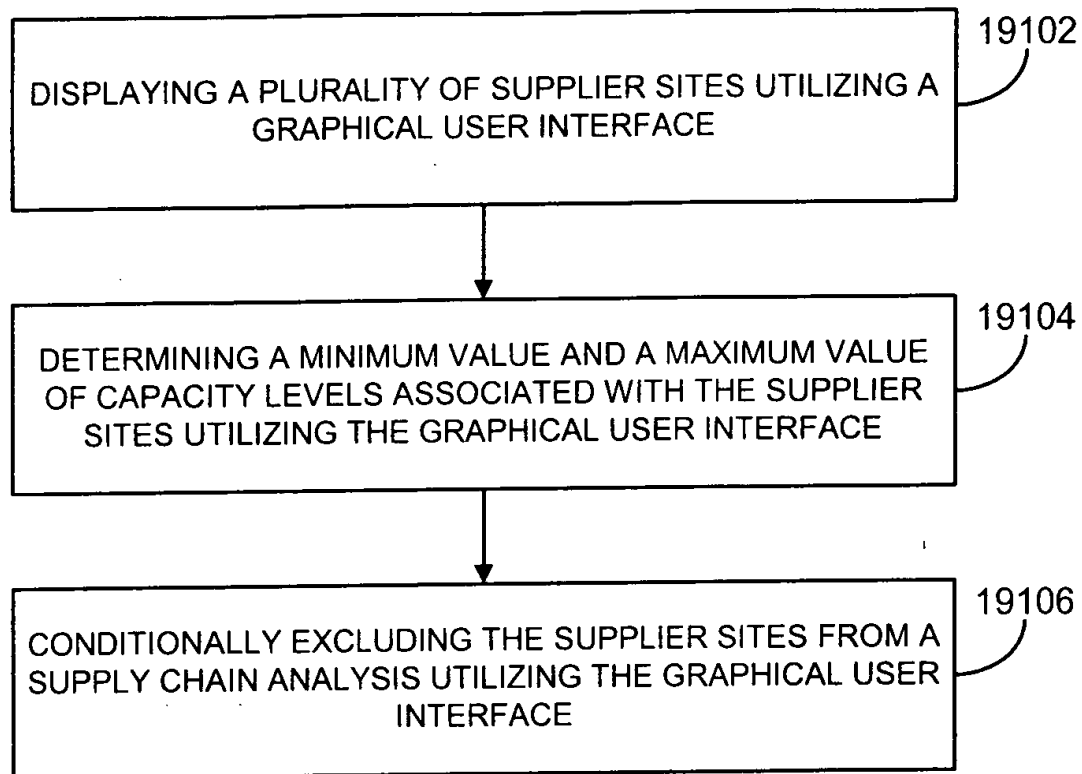 19102
DISPLAYING A PLURALITY OF SUPPLIER SITES UTILIZING A
GRAPHICAL USER INTERFACE
19104
DETERMINING A MINIMUM VALUE AND A MAXIMUM VALUE
OF CAPACITY LEVELS ASSOCIATED WITH THE SUPPLIER
SITES UTILIZING THE GRAPHICAL USER INTERFACE
19106
CONDITIONALLY EXCLUDING THE SUPPLIER SITES FROM A
SUPPLY CHAIN ANALYSIS UTILIZING THE GRAPHICAL USER
INTERFACE